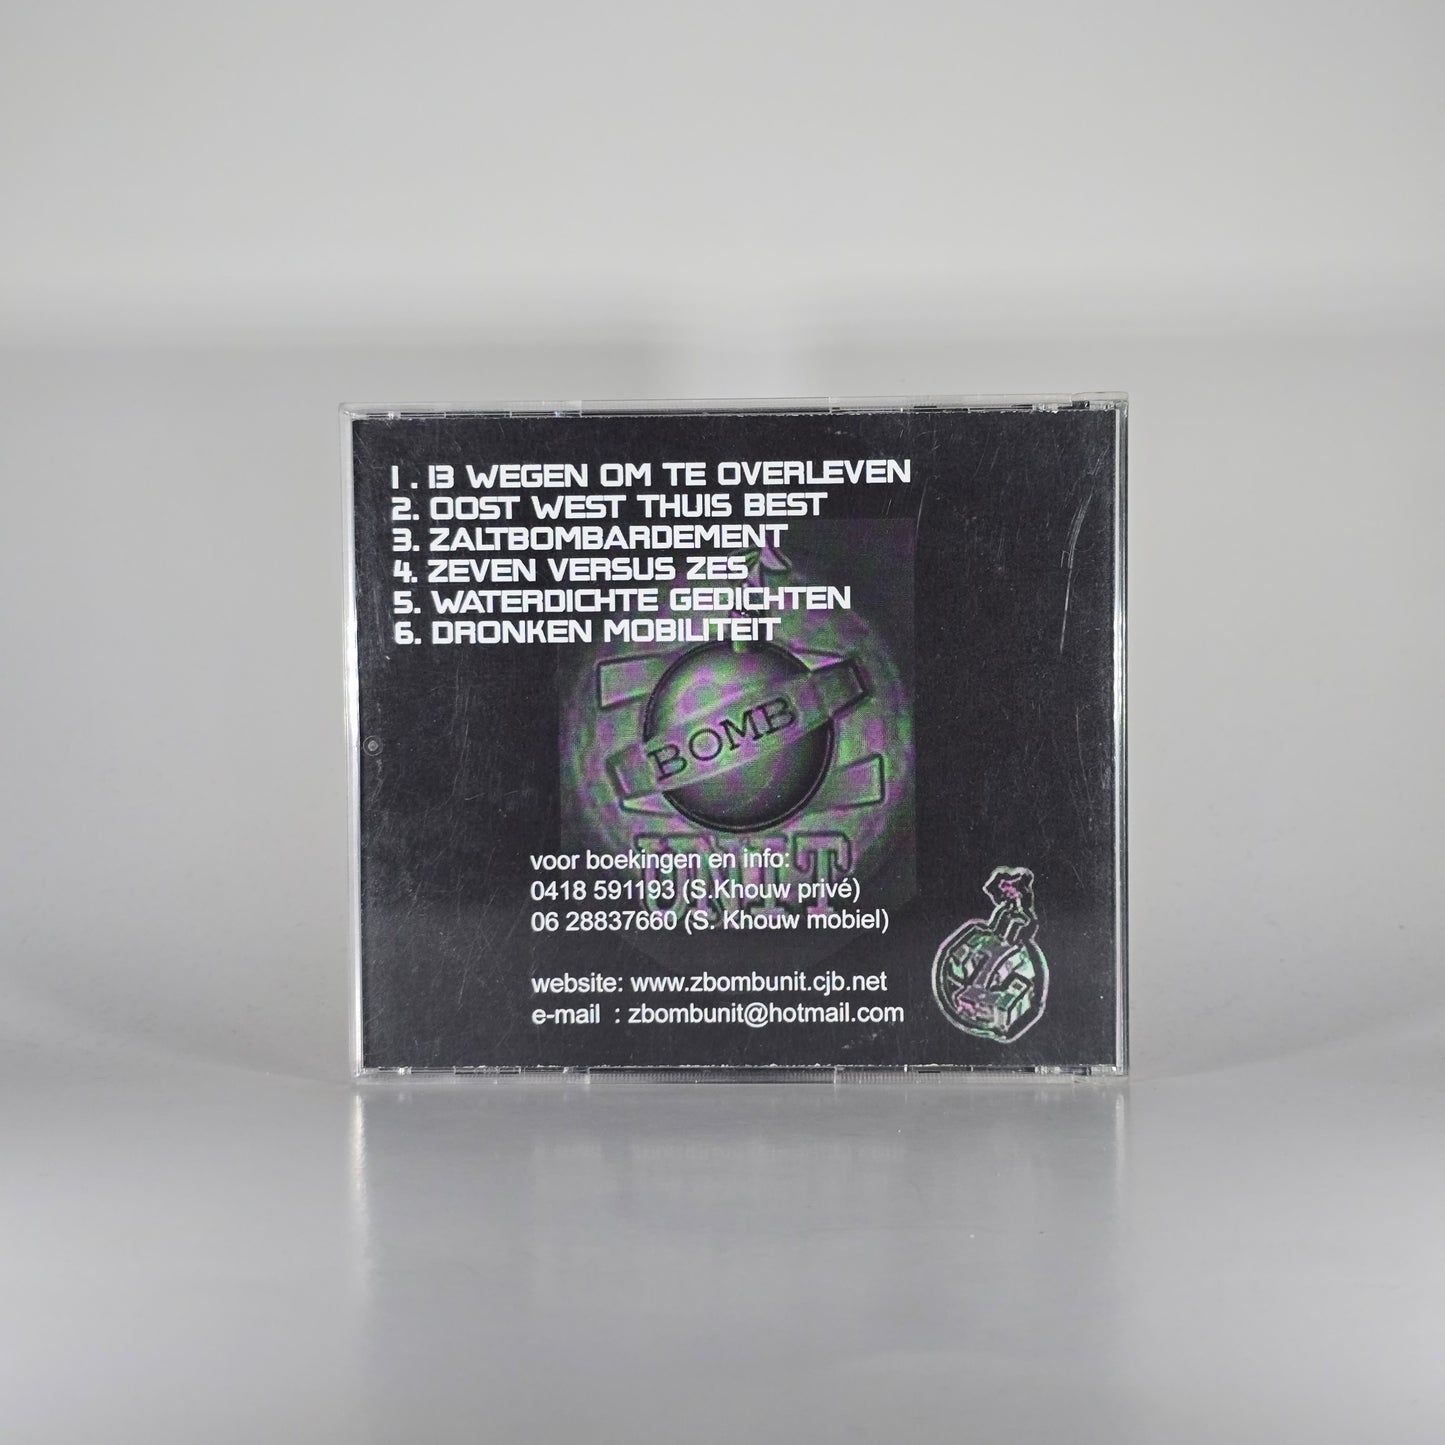 1. 13 WEGEN OM TE OVERLEVEN
2. OOST WEST THUIS BEST
3. ZALTBOMBARDEMENT
4. ZEVEN VERSUS ZES
5. WATERDICHTE GEDICHTEN
6. DRONKEN MOBILITEIT
BOMB
UNIT
voor boekingen en info:
0418 591193 (S.Khouw privé)
06 28837660 (S. Khouw mobiel)
website: www.zbombunit.cjb.net
e-mail : zbombunit@hotmail.com